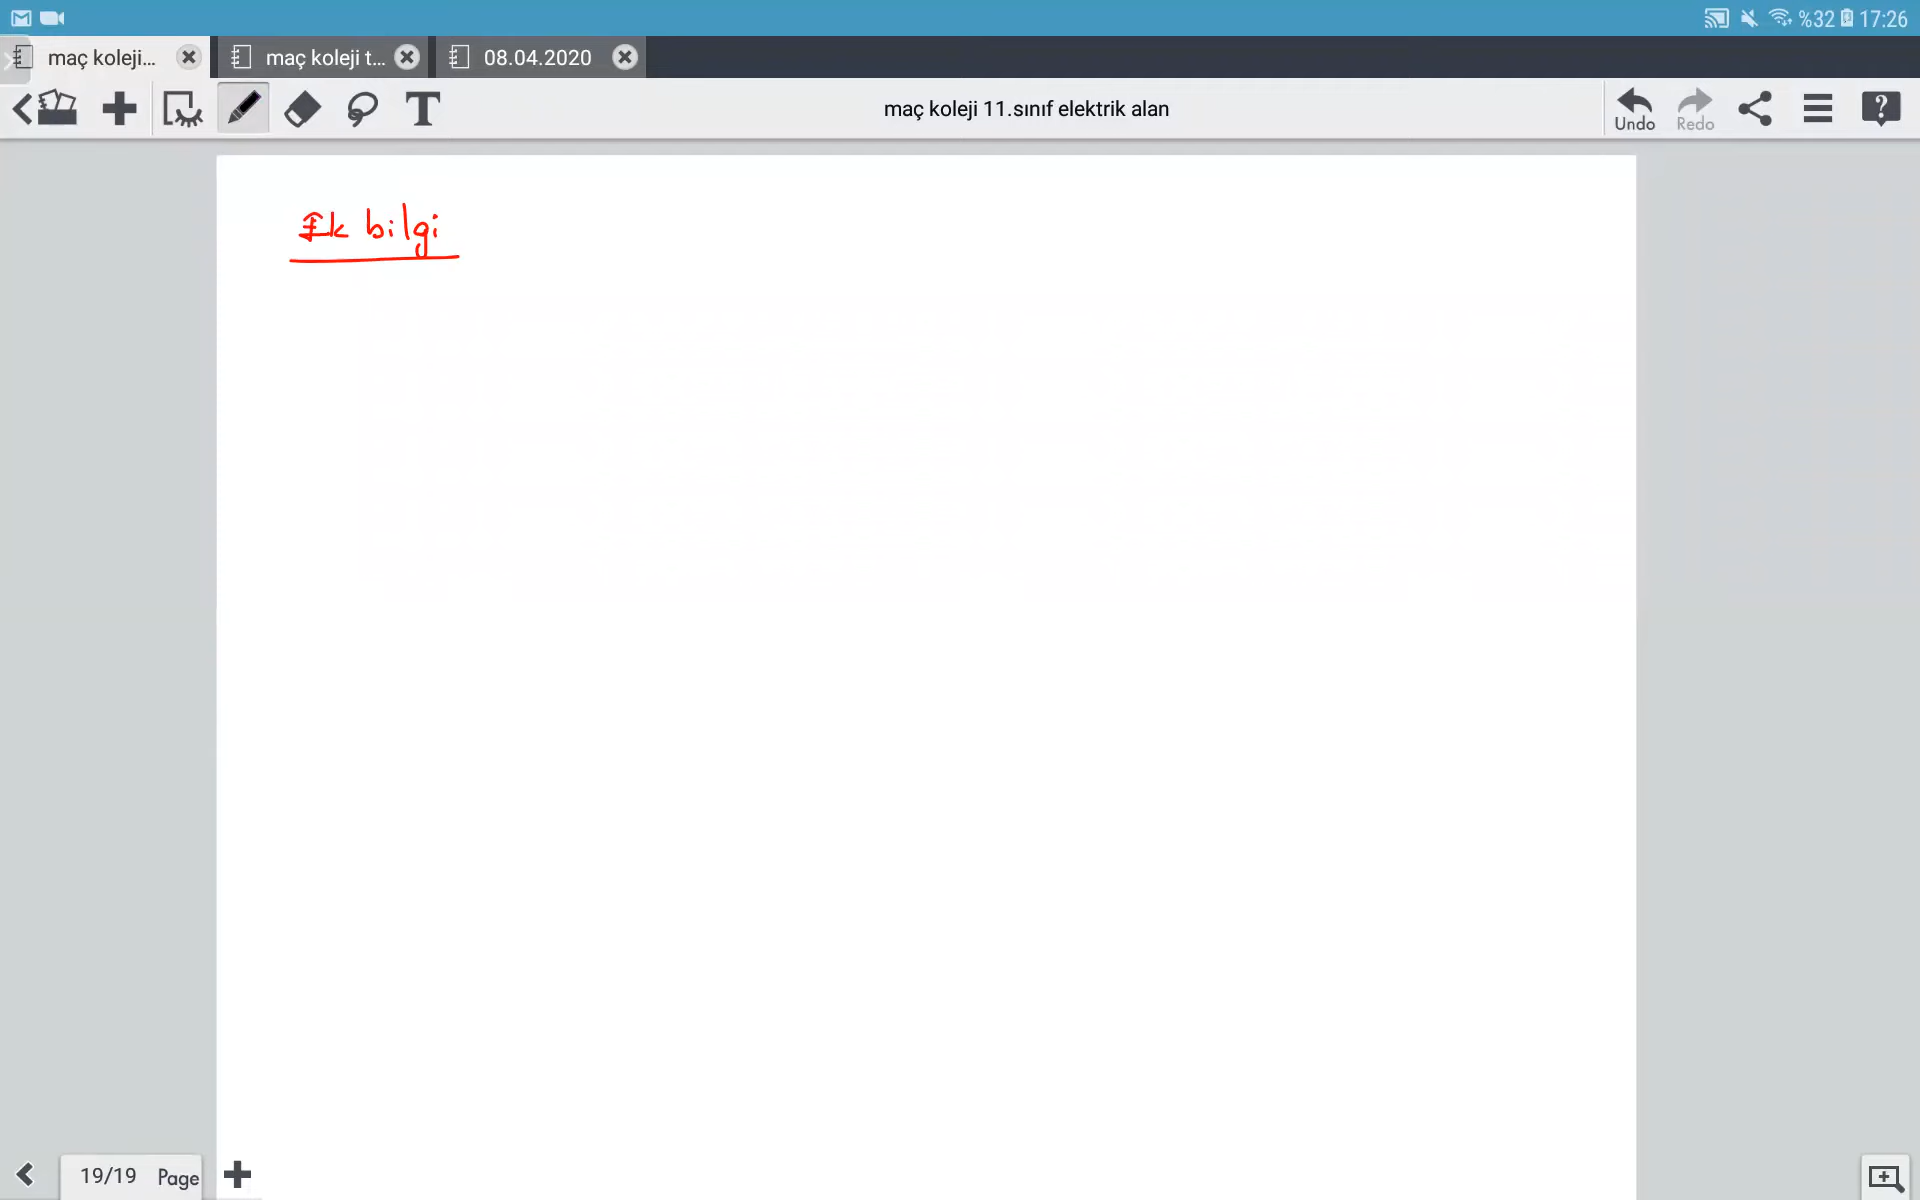 %32 17:26
maç koleji...
maç koleji t...
08.04.2020
T
maç koleji 11.sınıf elektrik alan
Undo
Redo
Ek bilgi
19/19 Page